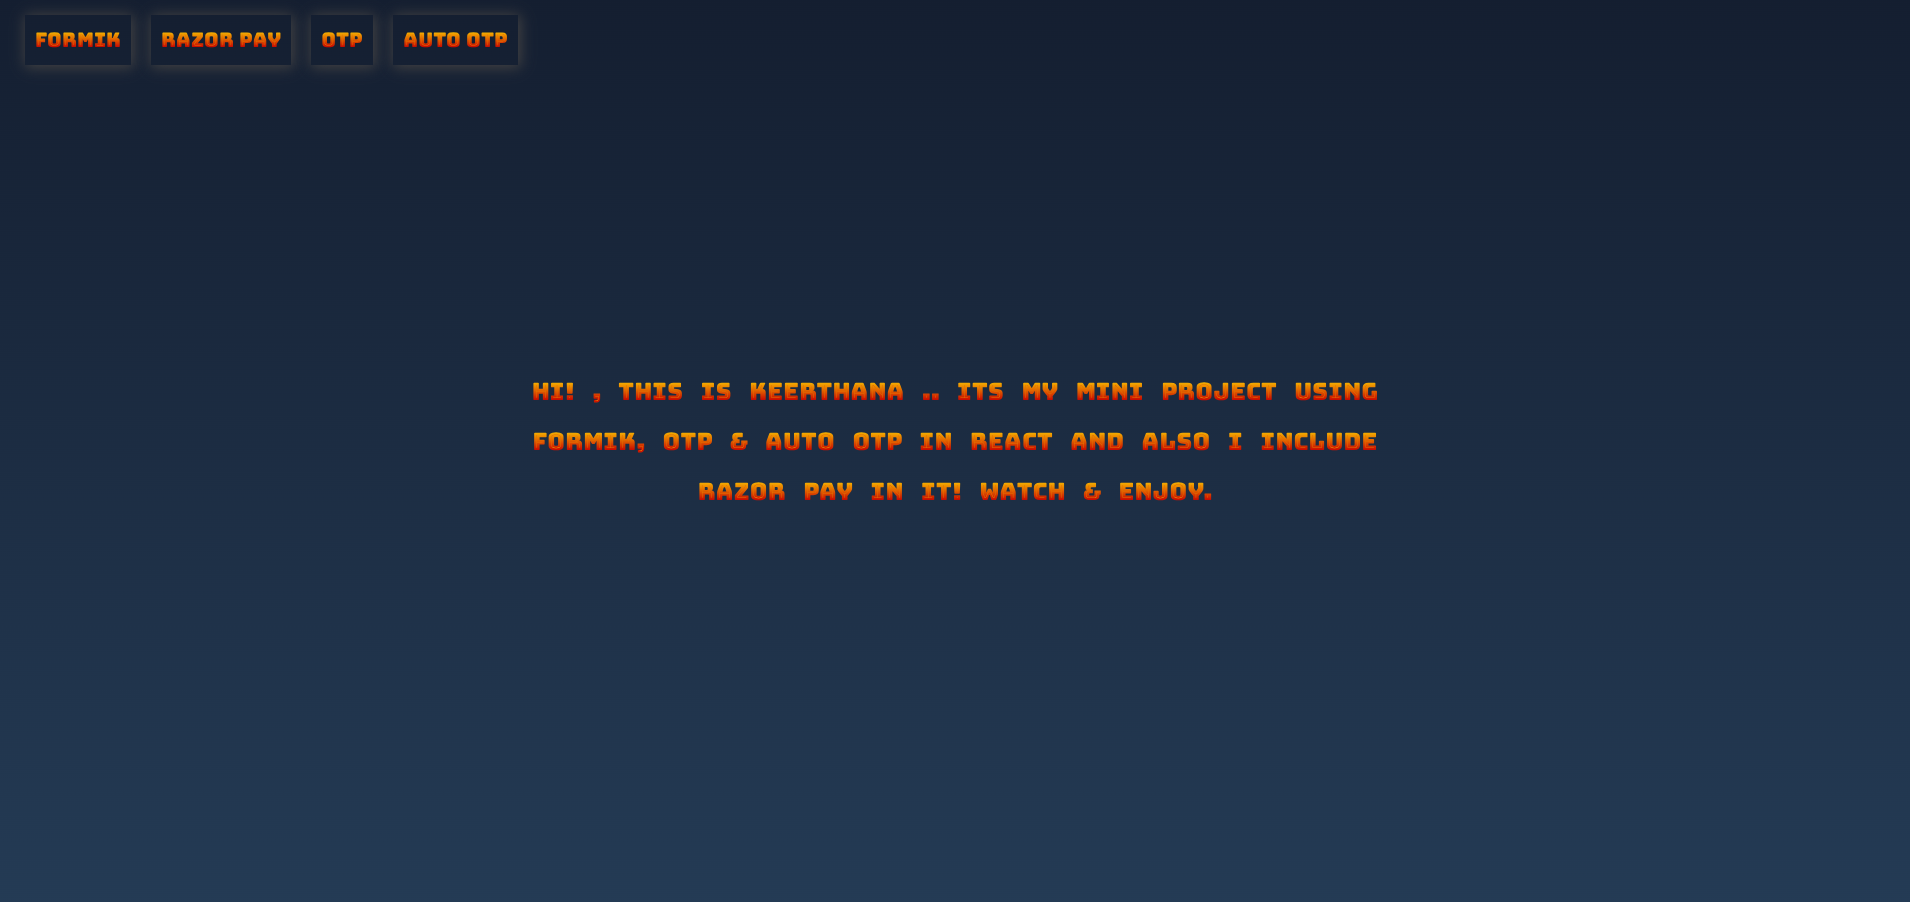 FORMIK RAZOR PAY OTP AUTO OTP
HI! , THIS IS KEERTHANA .. ITS MY MINI PROJECT USING
FORMIK, OTP & AUTO OTP IN REACT AND ALSO I INCLUDE
RAZOR PAY IN IT! WATCH & ENJOY.